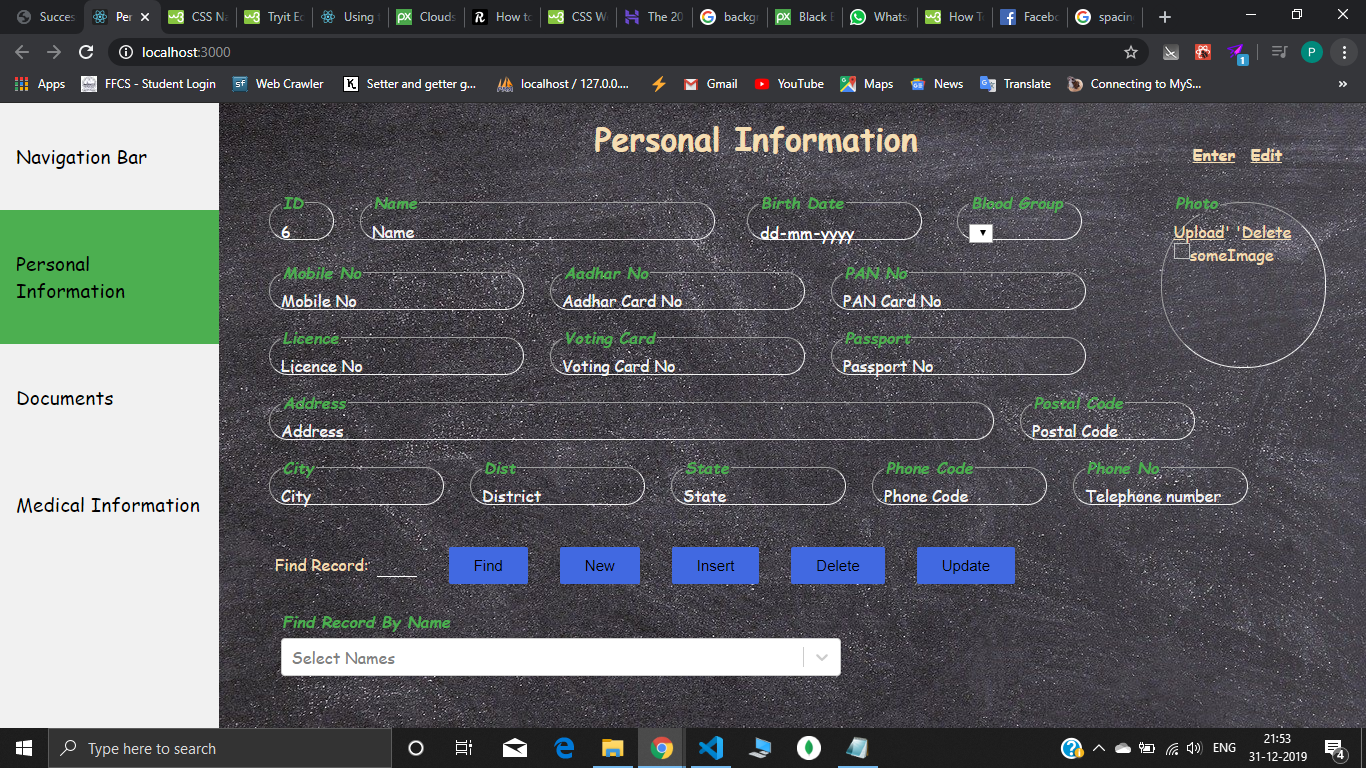 Succes
Per
CSS Na
Tryit Ec
Using
Clouds
How to
CSS W
The 20
backgr
Black B
Whats
How T
Facebo
spacin
localhost:3000
1
P
Apps
FFCS - Student Login
Web Crawler
Setter and getter g...
localhost / 127.0.0....
Gmail
YouTube
Maps
News
Translate
Connecting to MyS...
»
Navigation Bar
Personal
Information
Documents
Medical Information
Personal Information
Enter Edit
ID
6
Name
Name
Birth Date
dd-mm-yyyy
Blaod Group
Photo
Upload' 'Delete
someImage
Mobile No
Mobile No
Aadhar No
Aadhar Card No
PAN No
PAN Card No
Licence
Licence No
Voting Card
Voting Card No
Passport
Passport No
Address
Address
Postal Code
Postal Code
City
City
Dist
District
State
State
Phone Code
Phone Code
Phone No
Telephone number
Find Record:
Find
New
Insert
Delete
Update
Find Record By Name
Select Names
Type here to search
ENG
21:53
31-12-2019
4